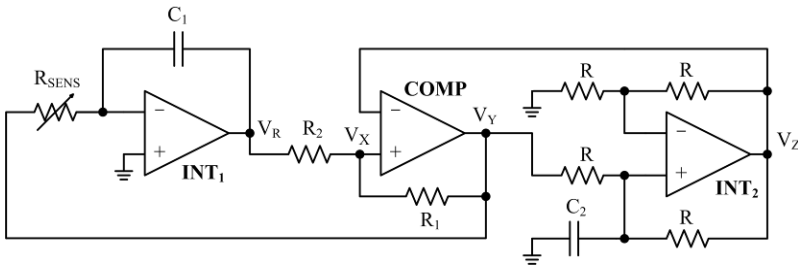 C₁
R_SENS
−
+
INT₁
V_R
R₂
V_X
COMP
−
+
V_Y
R₁
R
R
−
+
INT₂
V_Z
R
C₂
R